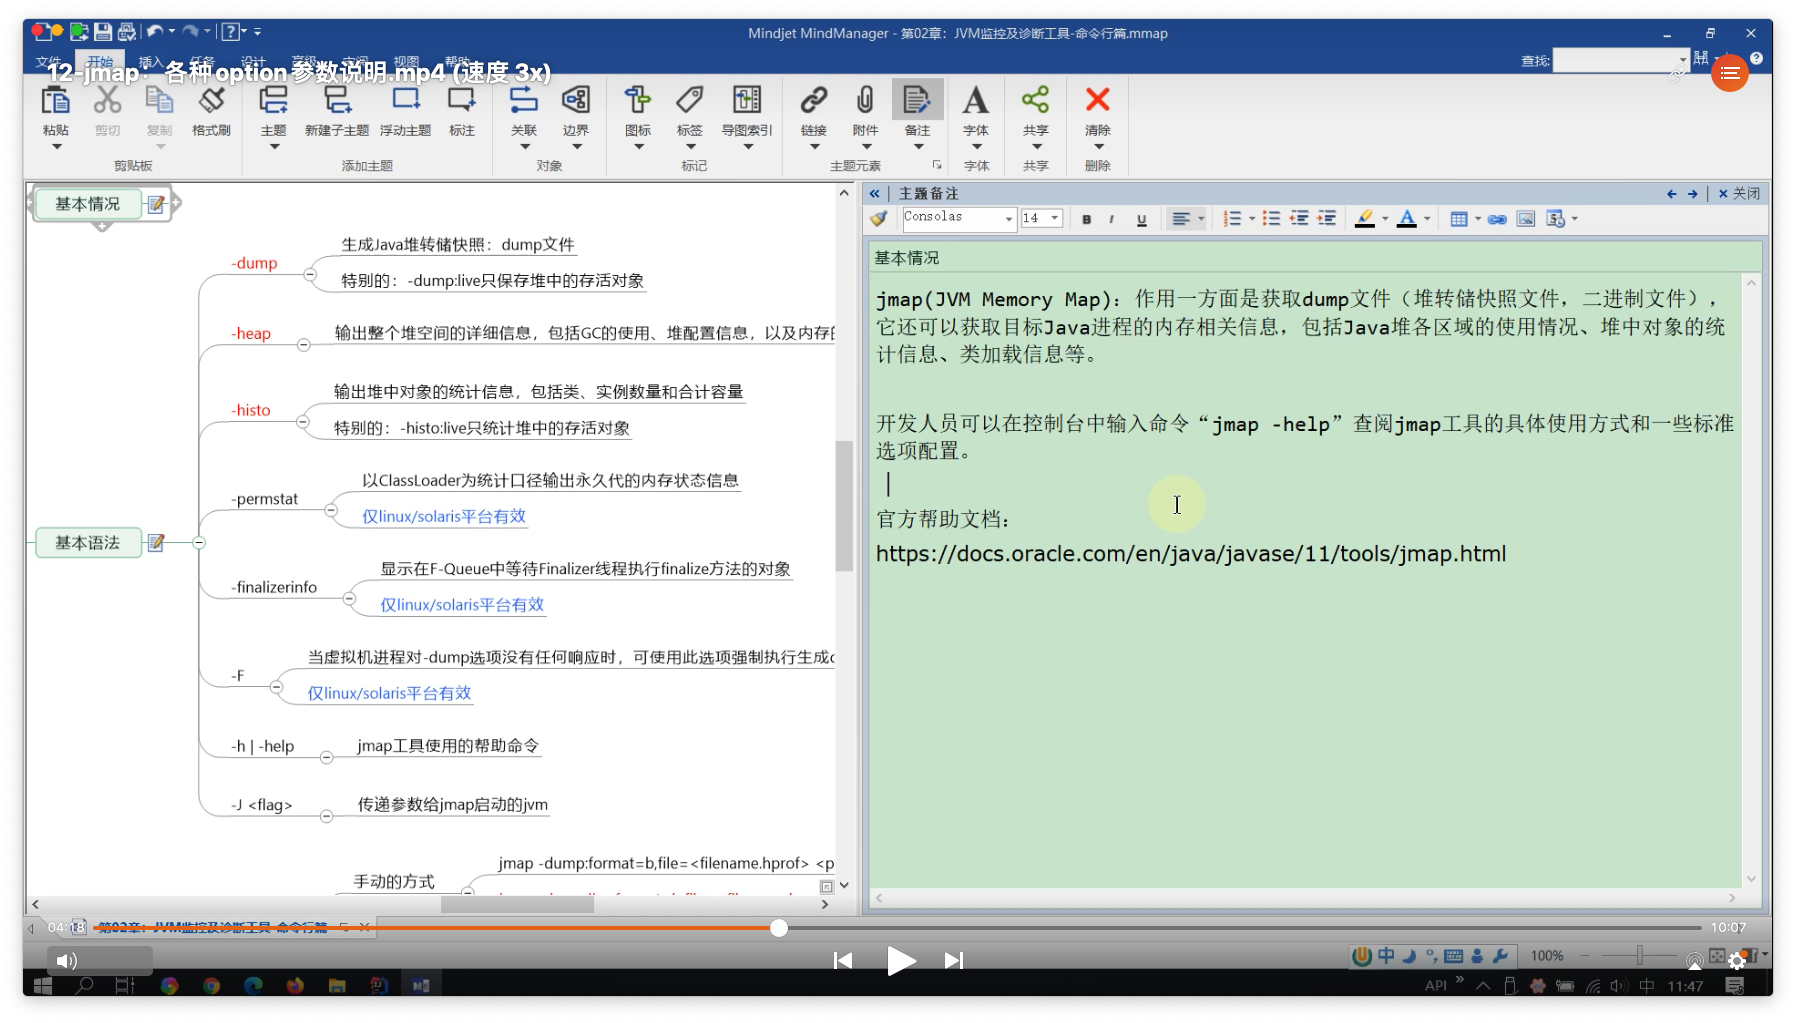 Mindjet MindManager - 第02章：JVM监控及诊断工具-命令行篇.mmap
12-jmap：各种option参数说明.mp4 (速度 3x)
文件 开始 插入 任务 设计 高级 视图 帮助
查找:
粘贴 剪切 复制 格式刷
主题 新建子主题 浮动主题 标注
关联 边界
图标 标签 导图索引
链接 附件 备注
字体
共享
清除
剪贴板 添加主题 对象 标记 主题元素 字体 共享 删除
基本情况
基本语法
-dump
生成Java堆转储快照：dump文件
特别的：-dump:live只保存堆中的存活对象
-heap
输出整个堆空间的详细信息，包括GC的使用、堆配置信息，以及内存的
-histo
输出堆中对象的统计信息，包括类、实例数量和合计容量
特别的：-histo:live只统计堆中的存活对象
-permstat
以ClassLoader为统计口径输出永久代的内存状态信息
仅linux/solaris平台有效
-finalizerinfo
显示在F-Queue中等待Finalizer线程执行finalize方法的对象
仅linux/solaris平台有效
-F
当虚拟机进程对-dump选项没有任何响应时，可使用此选项强制执行生成
仅linux/solaris平台有效
-h | -help
jmap工具使用的帮助命令
-J <flag>
传递参数给jmap启动的jvm
手动的方式
jmap -dump:format=b,file=<filename.hprof> <p
主题备注
关闭
Consolas
14
B I U
基本情况
jmap(JVM Memory Map)：作用一方面是获取dump文件（堆转储快照文件，二进制文件），
它还可以获取目标Java进程的内存相关信息，包括Java堆各区域的使用情况、堆中对象的统
计信息、类加载信息等。
开发人员可以在控制台中输入命令“jmap -help”查阅jmap工具的具体使用方式和一些标准
选项配置。
官方帮助文档：
https://docs.oracle.com/en/java/javase/11/tools/jmap.html
04:18
第02章：JVM监控及诊断工具-命令行篇
10:07
中
100%
API
中
11:47